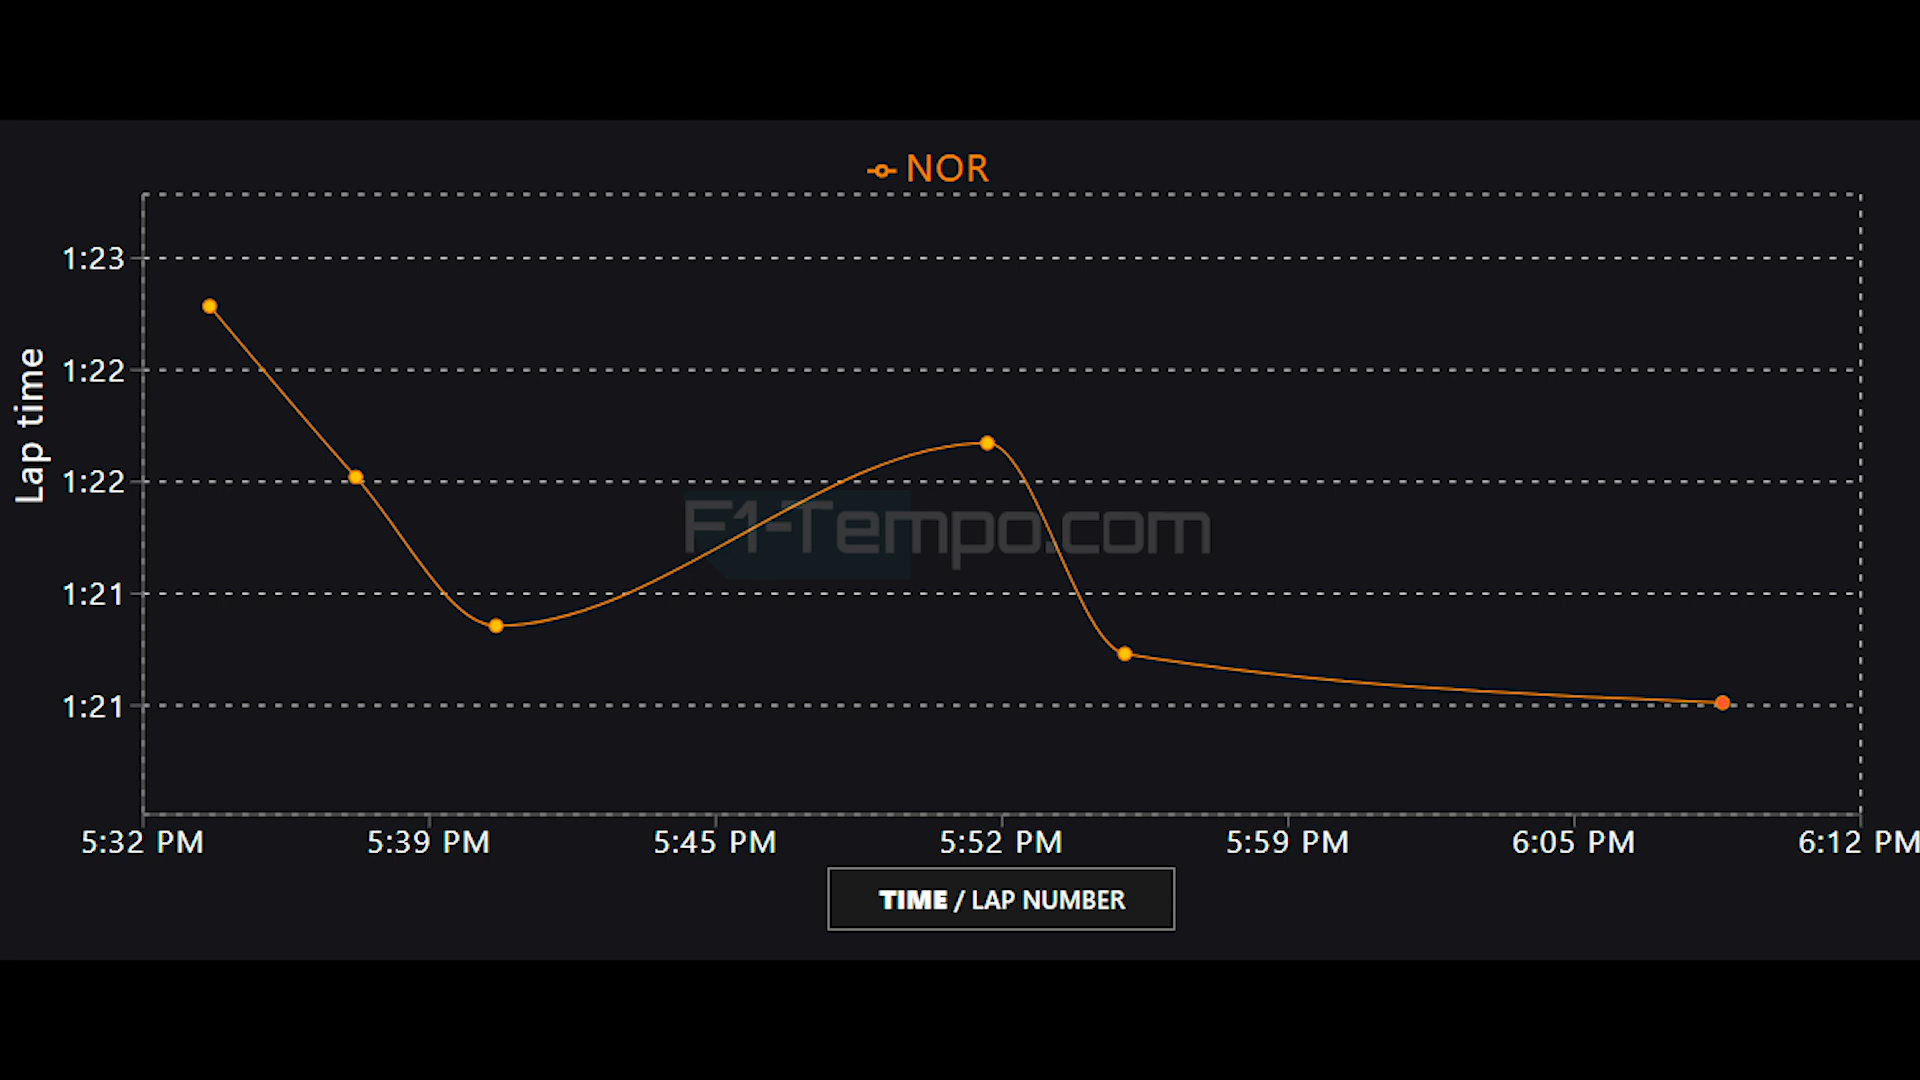 NOR
1:23
1:22
1:22
1:21
1:21
Lap time
F1-Tempo.com
5:32 PM 5:39 PM 5:45 PM 5:52 PM 5:59 PM 6:05 PM 6:12 PM
TIME / LAP NUMBER